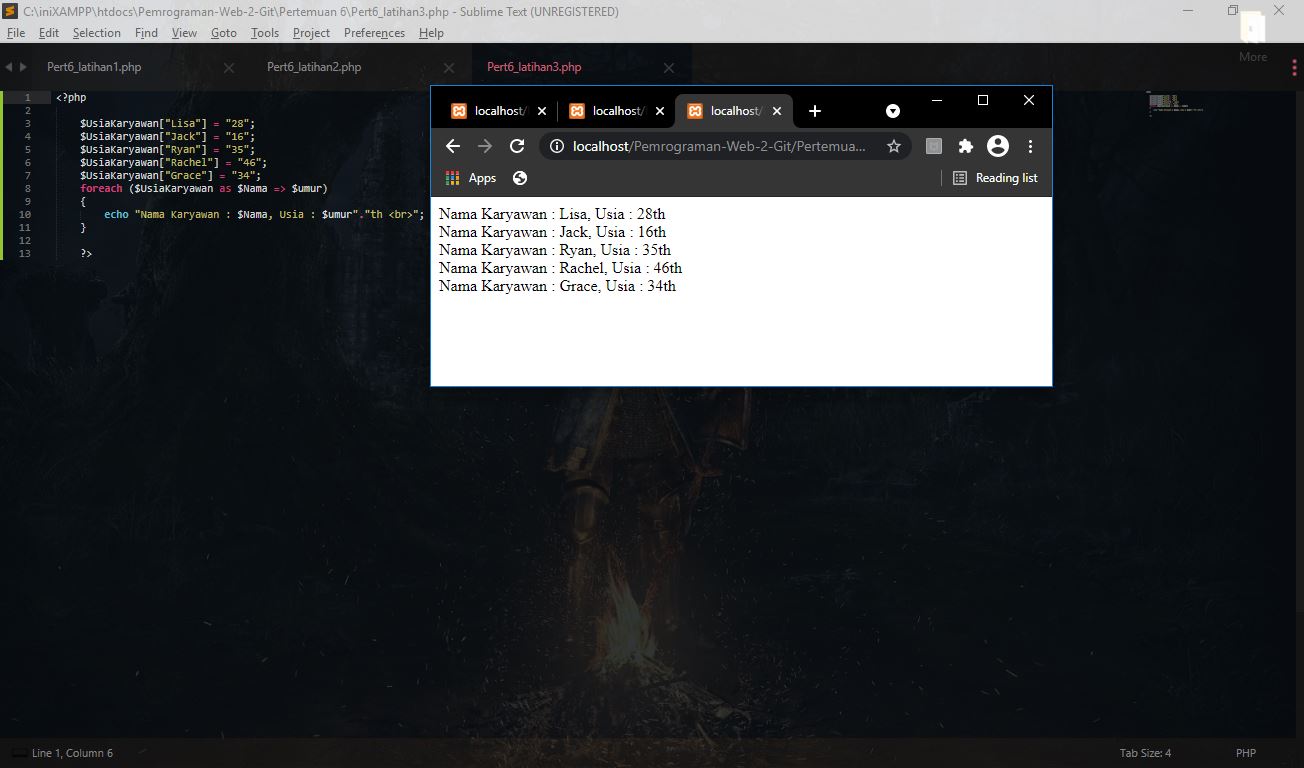 C:\iniXAMPP\htdocs\Pemrograman-Web-2-Git\Pertemuan 6\Pert6_latihan3.php - Sublime Text (UNREGISTERED)
File Edit Selection Find View Goto Tools Project Preferences Help
More
Pert6_latihan1.php Pert6_latihan2.php Pert6_latihan3.php
1 <?php
2
3 $UsiaKaryawan["Lisa"] = "28";
4 $UsiaKaryawan["Jack"] = "16";
5 $UsiaKaryawan["Ryan"] = "35";
6 $UsiaKaryawan["Rachel"] = "46";
7 $UsiaKaryawan["Grace"] = "34";
8 foreach ($UsiaKaryawan as $Nama => $umur)
9 {
10 echo "Nama Karyawan : $Nama, Usia : $umur"."th <br>";
11 }
12
13 ?>
localhost/ localhost/ localhost/
localhost/Pemrograman-Web-2-Git/Pertemua...
Apps Reading list
Nama Karyawan : Lisa, Usia : 28th
Nama Karyawan : Jack, Usia : 16th
Nama Karyawan : Ryan, Usia : 35th
Nama Karyawan : Rachel, Usia : 46th
Nama Karyawan : Grace, Usia : 34th
Line 1, Column 6 Tab Size: 4 PHP